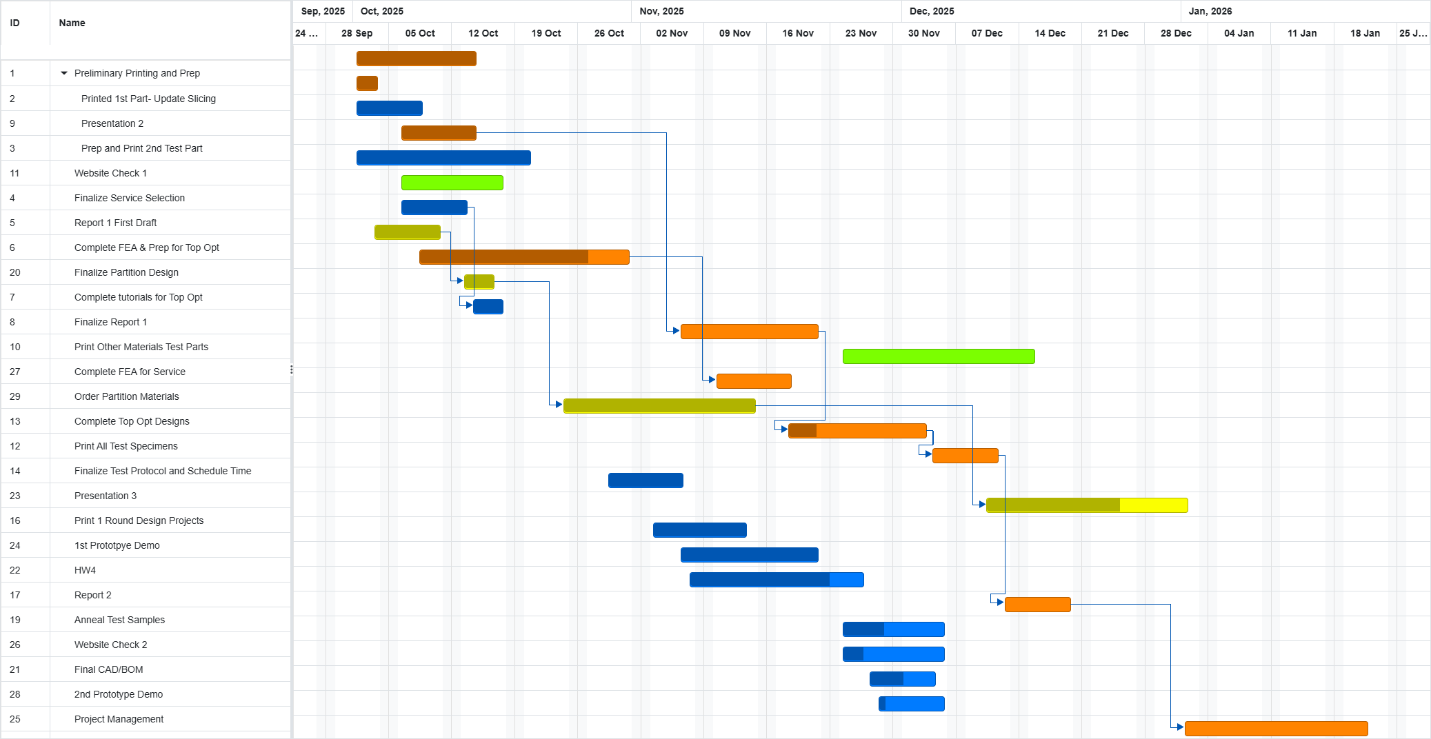 ID Name Sep, 2025 Oct, 2025 Nov, 2025 Dec, 2025 Jan, 2026
24 ... 28 Sep 05 Oct 12 Oct 19 Oct 26 Oct 02 Nov 09 Nov 16 Nov 23 Nov 30 Nov 07 Dec 14 Dec 21 Dec 28 Dec 04 Jan 11 Jan 18 Jan 25 J...
1 Preliminary Printing and Prep
2 Printed 1st Part- Update Slicing
9 Presentation 2
3 Prep and Print 2nd Test Part
11 Website Check 1
4 Finalize Service Selection
5 Report 1 First Draft
6 Complete FEA & Prep for Top Opt
20 Finalize Partition Design
7 Complete tutorials for Top Opt
8 Finalize Report 1
10 Print Other Materials Test Parts
27 Complete FEA for Service
29 Order Partition Materials
13 Complete Top Opt Designs
12 Print All Test Specimens
14 Finalize Test Protocol and Schedule Time
23 Presentation 3
16 Print 1 Round Design Projects
24 1st Prototpye Demo
22 HW4
17 Report 2
19 Anneal Test Samples
26 Website Check 2
21 Final CAD/BOM
28 2nd Prototype Demo
25 Project Management